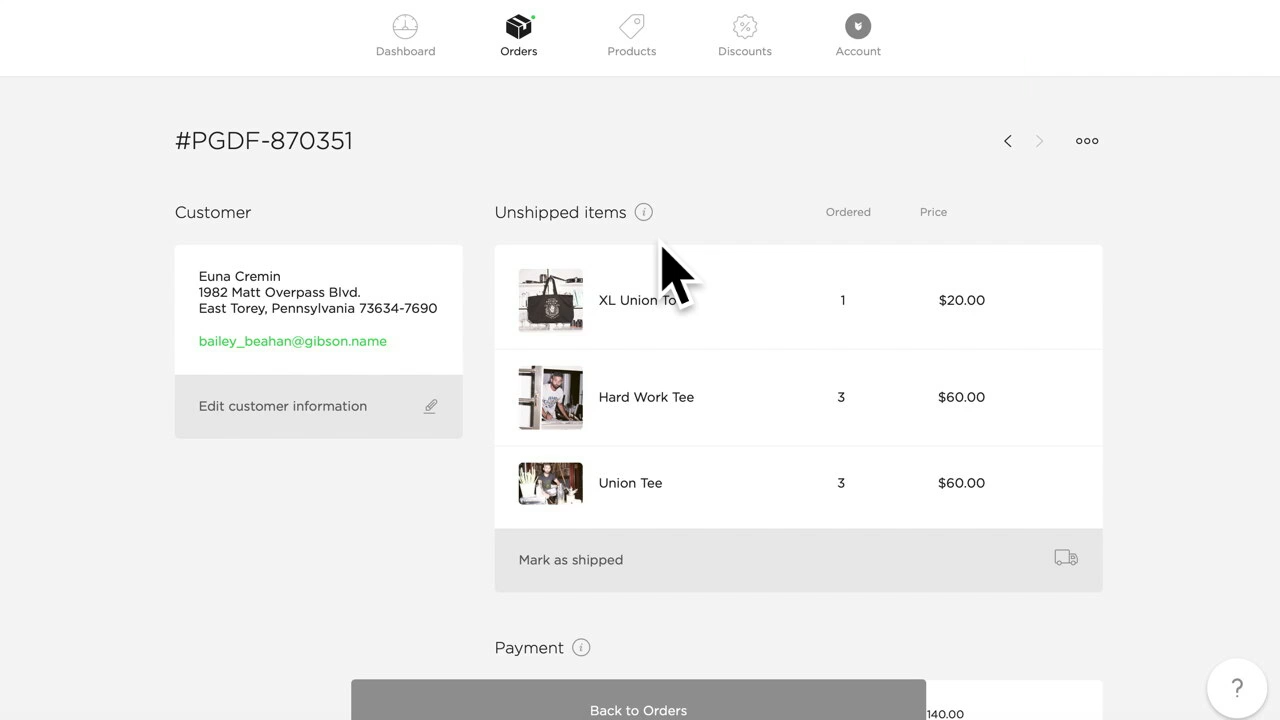 Dashboard
Orders
Products
Discounts
Account
#PGDF-870351
Customer
Unshipped items
Ordered
Price
Euna Cremin
1982 Matt Overpass Blvd.
East Torey, Pennsylvania 73634-7690
bailey_beahan@gibson.name
Edit customer information
XL Union To
1
$20.00
Hard Work Tee
3
$60.00
Union Tee
3
$60.00
Mark as shipped
Payment
Back to Orders
140.00
?